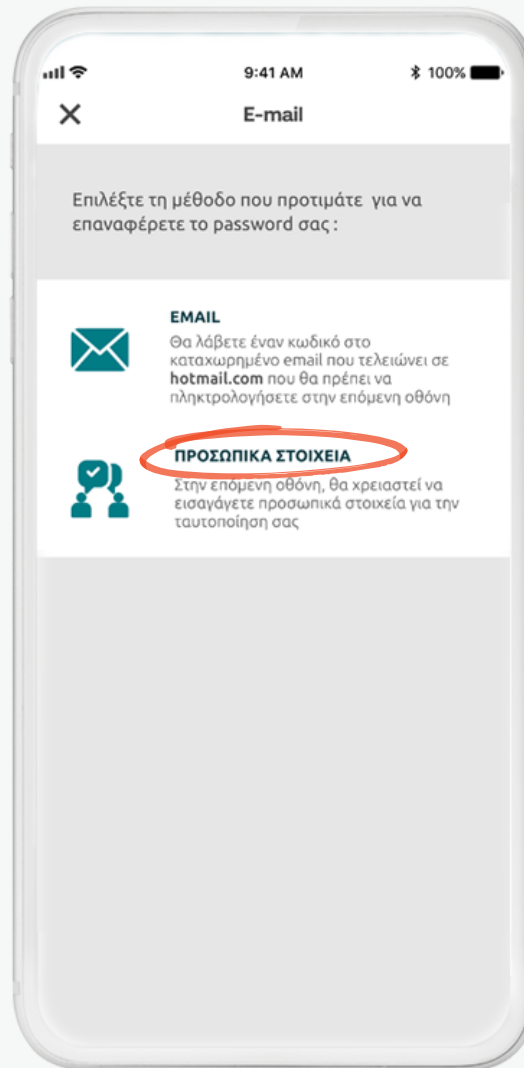 9:41 AM
100%
E-mail
Επιλέξτε τη μέθοδο που προτιμάτε για να
επαναφέρετε το password σας :
EMAIL
Θα λάβετε έναν κωδικό στο
καταχωρημένο email που τελειώνει σε
hotmail.com που θα πρέπει να
πληκτρολογήσετε στην επόμενη οθόνη
ΠΡΟΣΩΠΙΚΑ ΣΤΟΙΧΕΙΑ
Στην επόμενη οθόνη, θα χρειαστεί να
εισαγάγετε προσωπικά στοιχεία για την
ταυτοποίηση σας